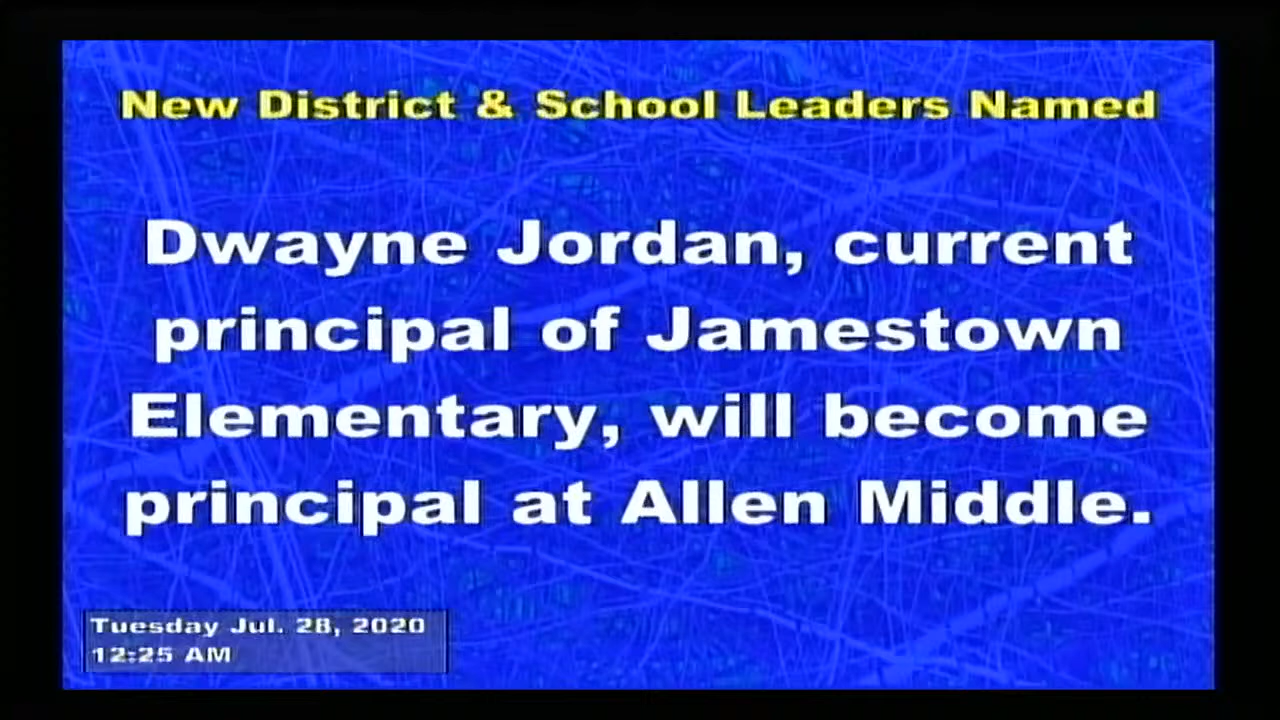 New District & School Leaders Named
Dwayne Jordan, current
principal of Jamestown
Elementary, will become
principal at Allen Middle.
Tuesday Jul. 28, 2020
12:25 AM